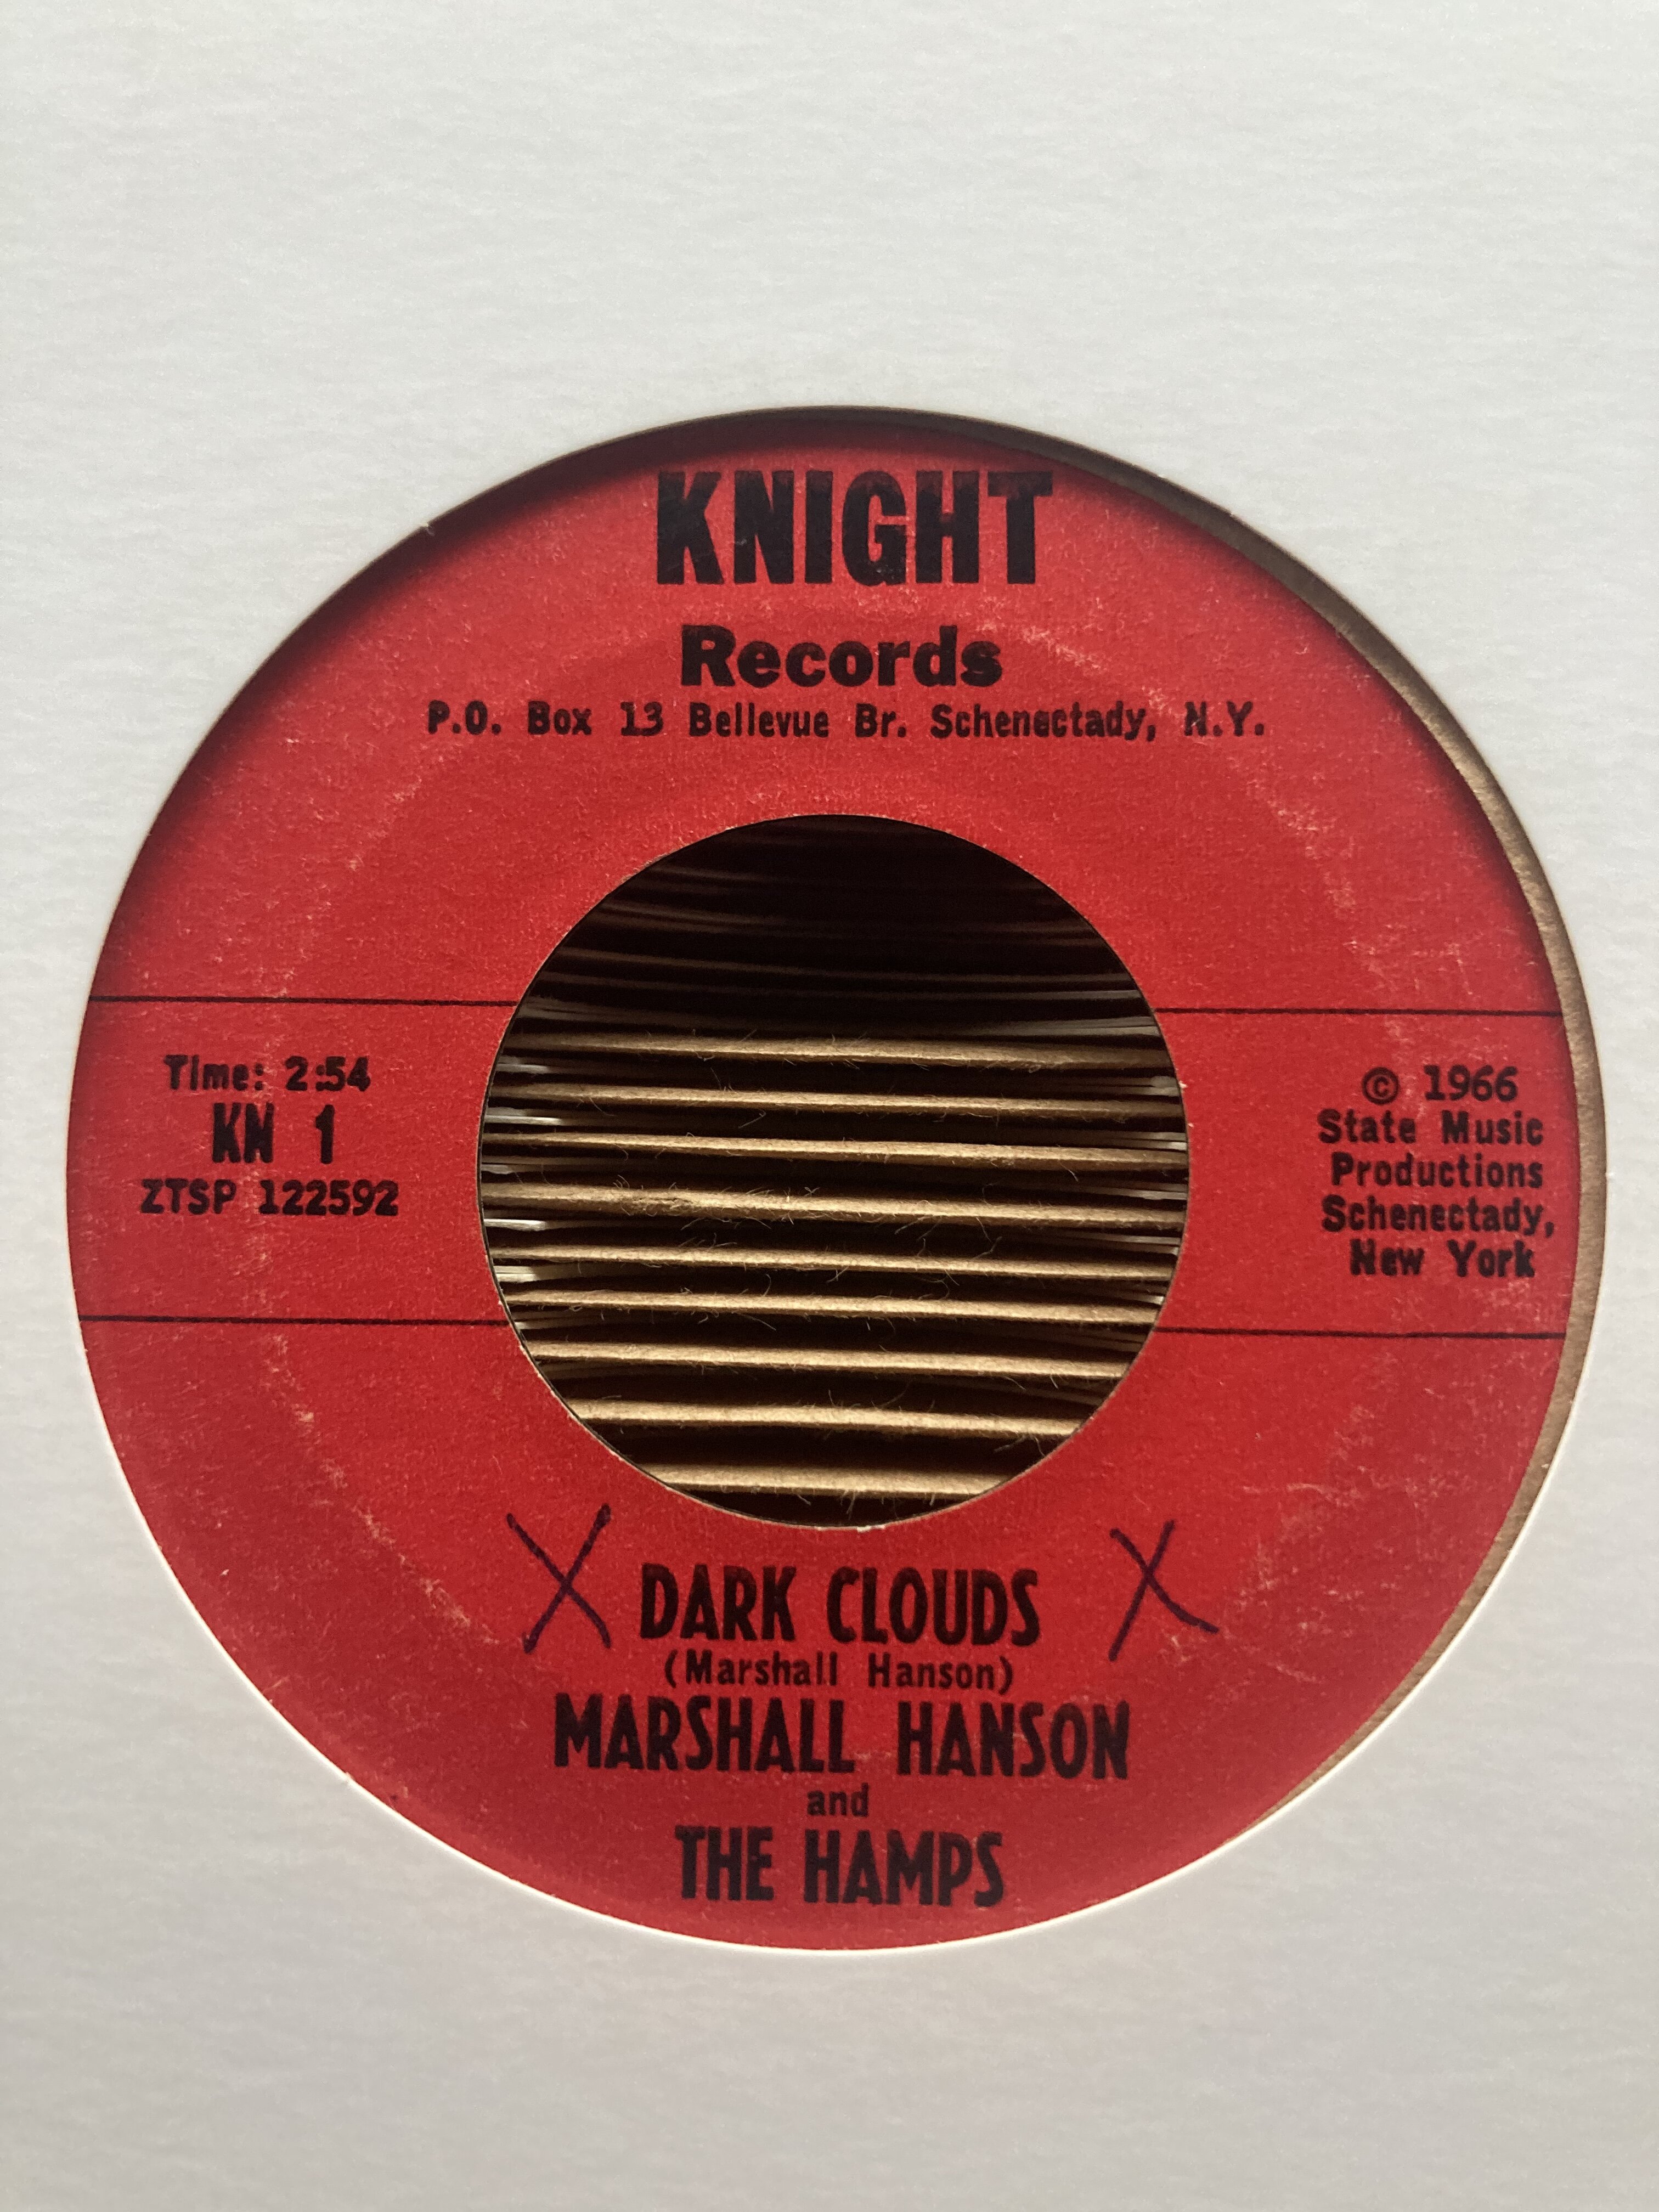 KNIGHT
Records
P.O. Box 13 Bellevue Br. Schenectady, N.Y.
Time: 2:54
KN 1
ZTSP 122592
© 1966
State Music
Productions
Schenectady,
New York
X DARK CLOUDS X
(Marshall Hanson)
MARSHALL HANSON
and
THE HAMPS